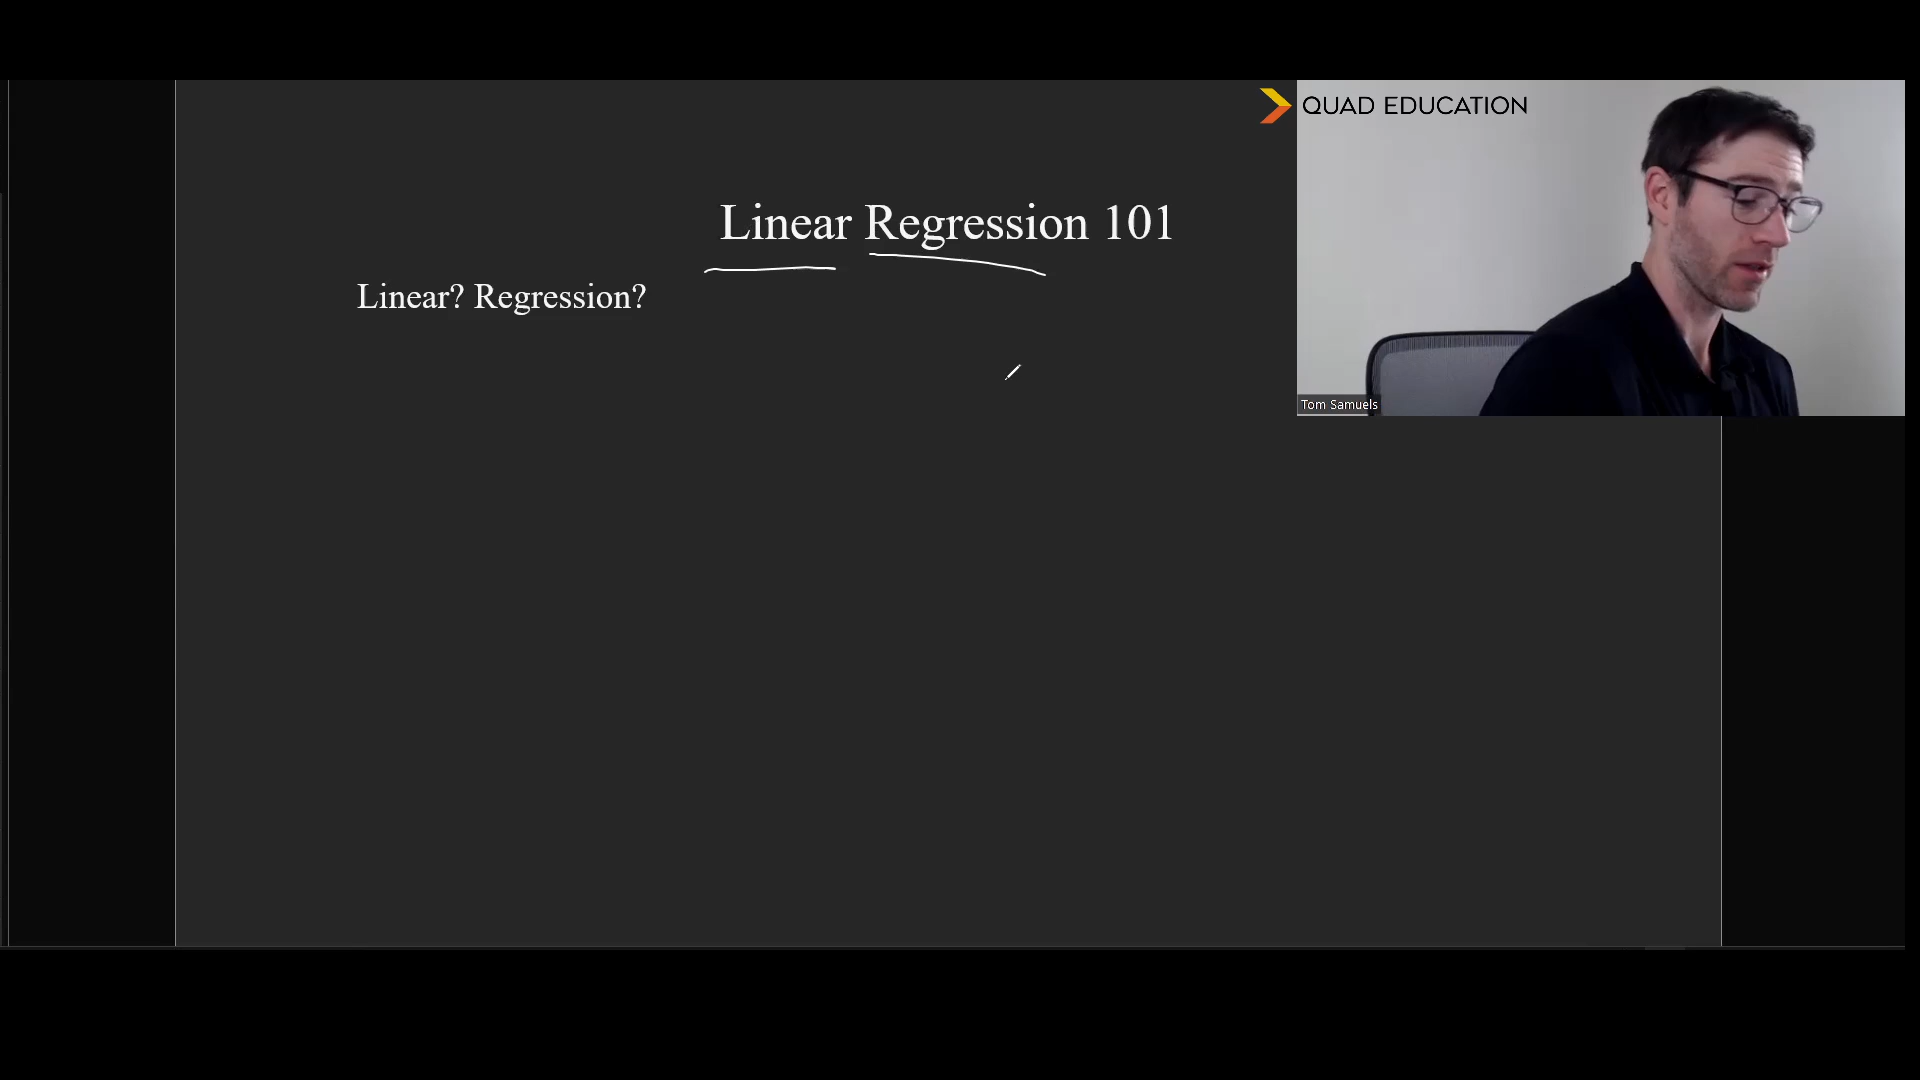 QUAD EDUCATION
Linear Regression 101
Linear? Regression?
Tom Samuels